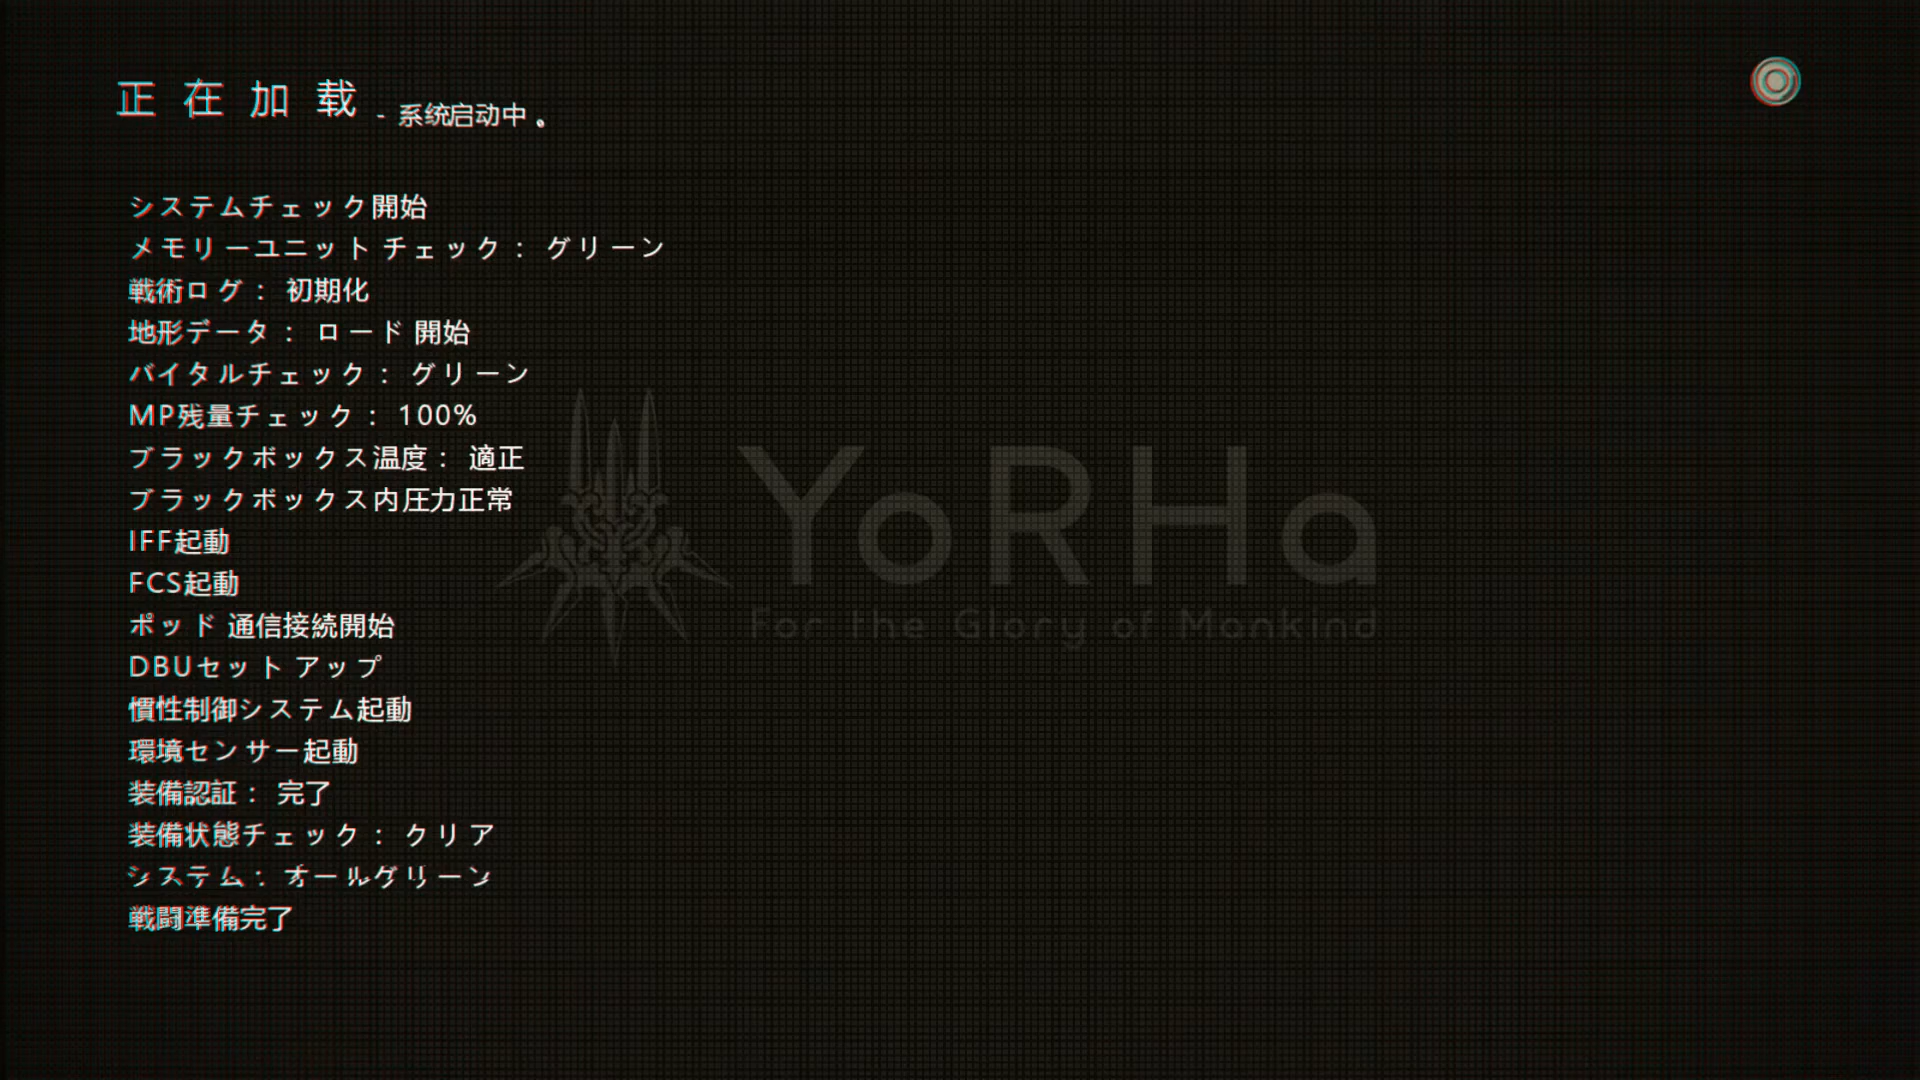 正在加载 - 系统启动中。
システムチェック開始
メモリーユニットチェック： グリーン
戦術ログ： 初期化
地形データ： ロード開始
バイタルチェック： グリーン
MP残量チェック： 100%
ブラックボックス温度： 適正
ブラックボックス内圧力正常
IFF起動
FCS起動
ポッド通信接続開始
DBUセットアップ
慣性制御システム起動
環境センサー起動
装備認証： 完了
装備状態チェック： クリア
システム： オールグリーン
戦闘準備完了
YoRHa
For the Glory of Mankind